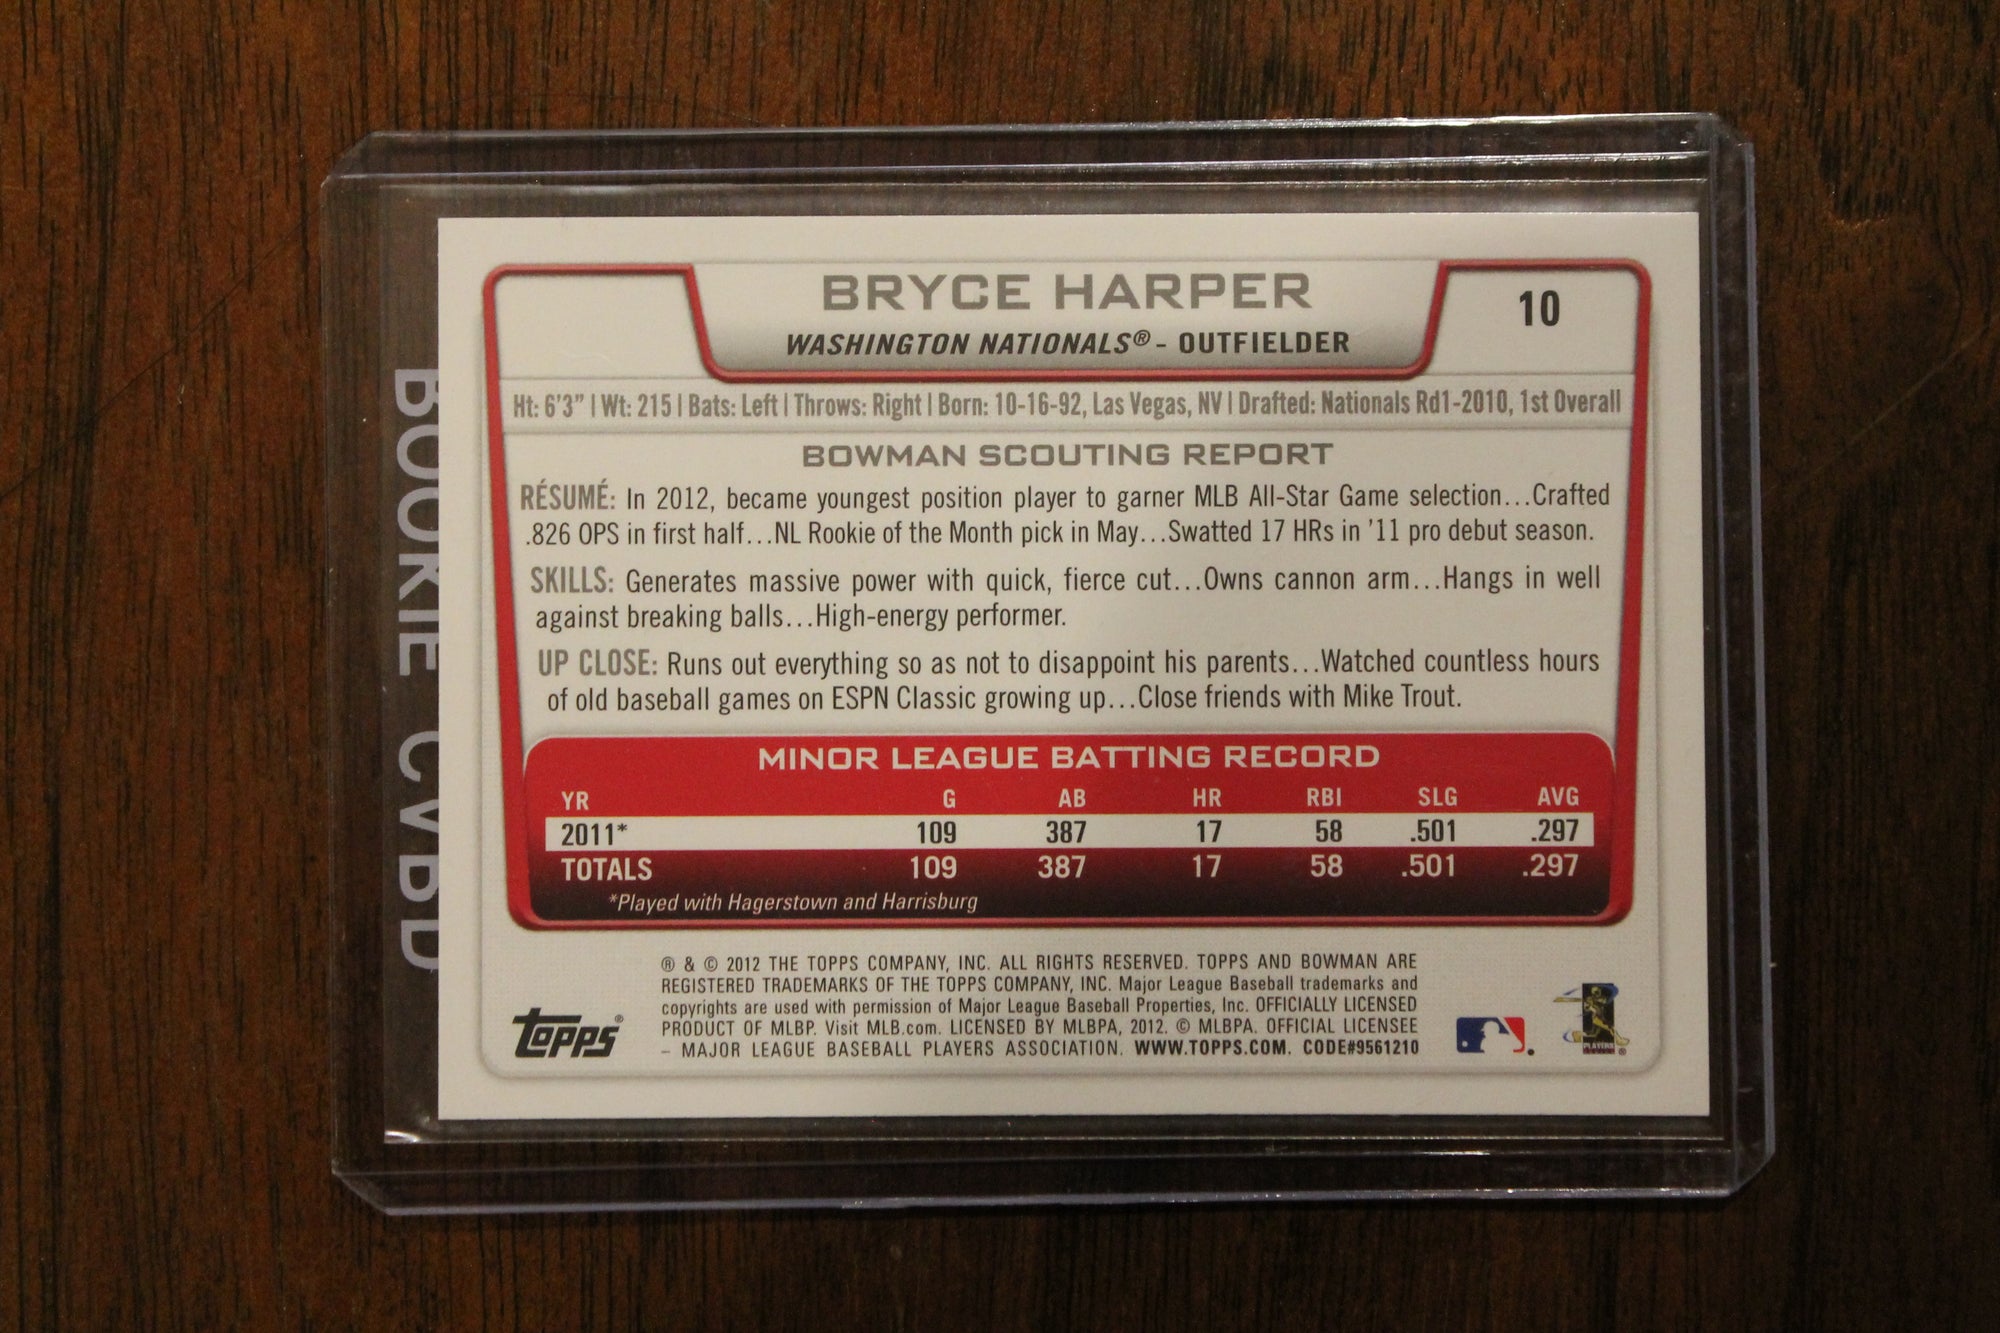 BRYCE HARPER
WASHINGTON NATIONALS® - OUTFIELDER
10
Ht: 6'3" | Wt: 215 | Bats: Left | Throws: Right | Born: 10-16-92, Las Vegas, NV | Drafted: Nationals Rd1-2010, 1st Overall
BOWMAN SCOUTING REPORT
RÉSUMÉ: In 2012, became youngest position player to garner MLB All-Star Game selection...Crafted
.826 OPS in first half...NL Rookie of the Month pick in May...Swatted 17 HRs in '11 pro debut season.
SKILLS: Generates massive power with quick, fierce cut...Owns cannon arm...Hangs in well
against breaking balls...High-energy performer.
UP CLOSE: Runs out everything so as not to disappoint his parents...Watched countless hours
of old baseball games on ESPN Classic growing up...Close friends with Mike Trout.
MINOR LEAGUE BATTING RECORD
YR G AB HR RBI SLG AVG
2011* 109 387 17 58 .501 .297
TOTALS 109 387 17 58 .501 .297
*Played with Hagerstown and Harrisburg
® & © 2012 THE TOPPS COMPANY, INC. ALL RIGHTS RESERVED. TOPPS AND BOWMAN ARE
REGISTERED TRADEMARKS OF THE TOPPS COMPANY, INC. Major League Baseball trademarks and
copyrights are used with permission of Major League Baseball Properties, Inc. OFFICIALLY LICENSED
PRODUCT OF MLBP. Visit MLB.com. LICENSED BY MLBPA, 2012. © MLBPA. OFFICIAL LICENSEE
– MAJOR LEAGUE BASEBALL PLAYERS ASSOCIATION. WWW.TOPPS.COM. CODE#9561210
Topps®
PLAYERS